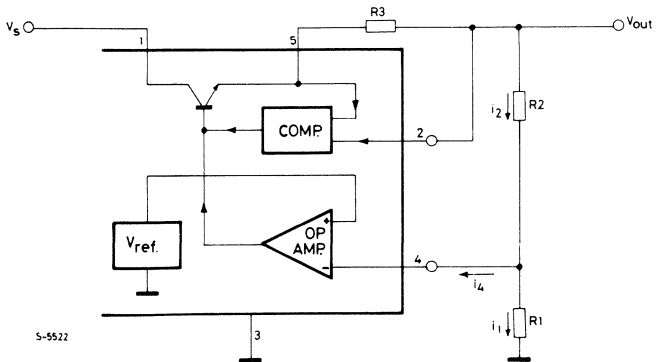 R3
Vs
Vout
1
5
i2
R2
COMP.
2
Vref.
+
OP
AMP.
−
4
i4
i1
R1
3
S-5522